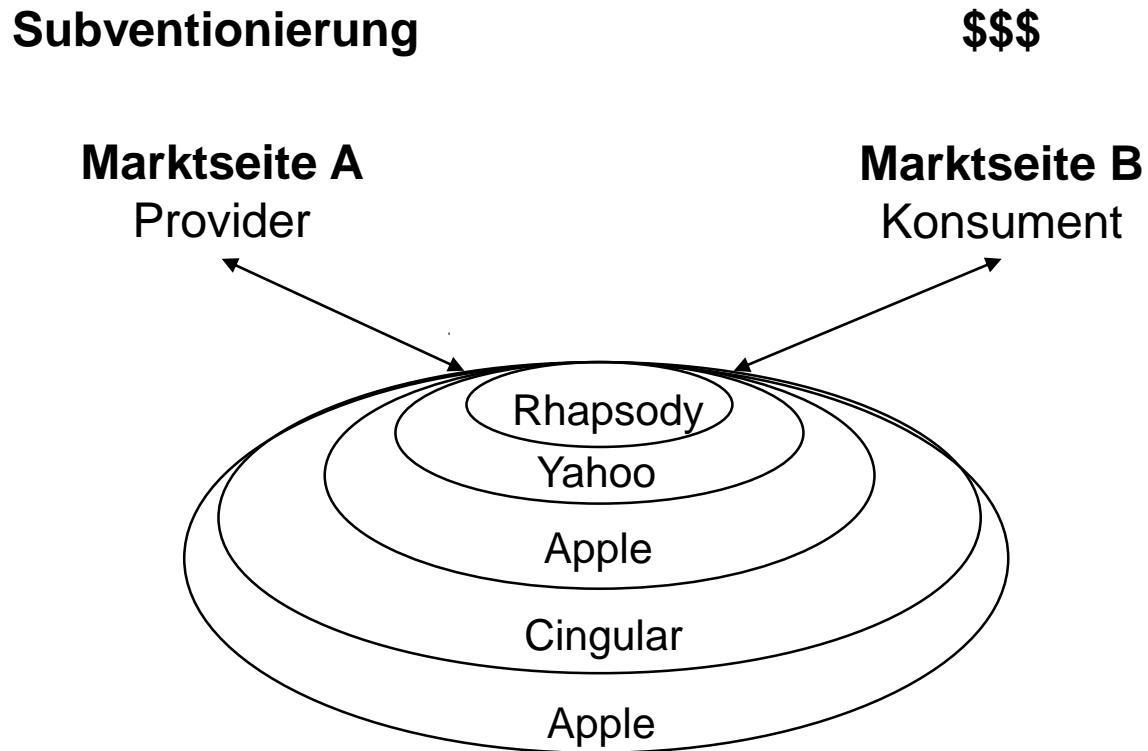 Subventionierung $$$
Marktseite A Marktseite B
Provider Konsument
Rhapsody
Yahoo
Apple
Cingular
Apple